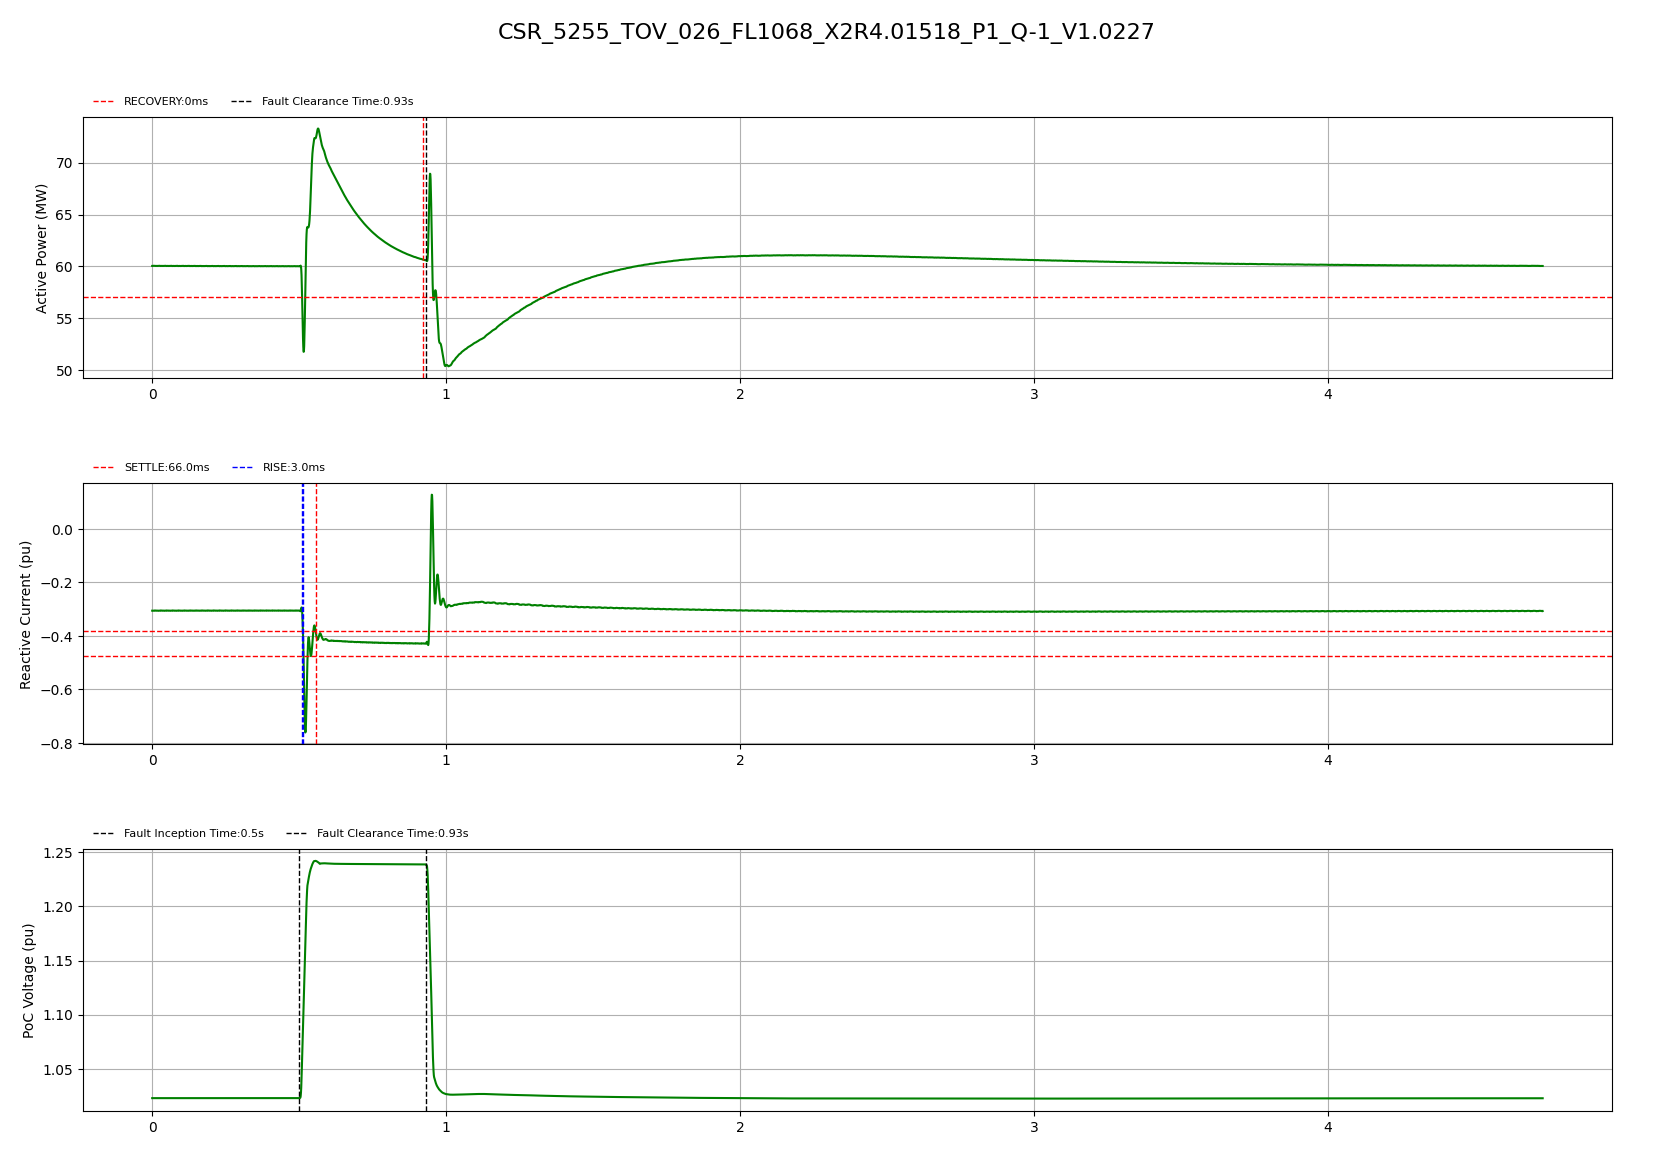 CSR_5255_TOV_026_FL1068_X2R4.01518_P1_Q-1_V1.0227
RECOVERY:0ms Fault Clearance Time:0.93s
Active Power (MW)
70
65
60
55
50
0 1 2 3 4
SETTLE:66.0ms RISE:3.0ms
Reactive Current (pu)
0.0
−0.2
−0.4
−0.6
−0.8
0 1 2 3 4
Fault Inception Time:0.5s Fault Clearance Time:0.93s
PoC Voltage (pu)
1.25
1.20
1.15
1.10
1.05
0 1 2 3 4